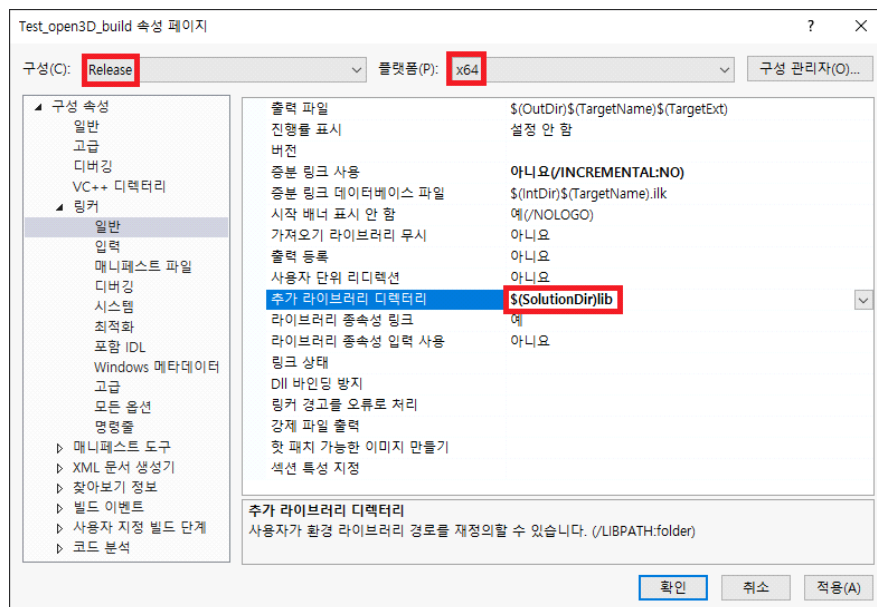 Test_open3D_build 속성 페이지
구성(C): Release 플랫폼(P): x64 구성 관리자(O)...
구성 속성
일반
고급
디버깅
VC++ 디렉터리
링커
일반
입력
매니페스트 파일
디버깅
시스템
최적화
포함 IDL
Windows 메타데이터
고급
모든 옵션
명령줄
매니페스트 도구
XML 문서 생성기
찾아보기 정보
빌드 이벤트
사용자 지정 빌드 단계
코드 분석
출력 파일 $(OutDir)$(TargetName)$(TargetExt)
진행률 표시 설정 안 함
버전
증분 링크 사용 아니요(/INCREMENTAL:NO)
증분 링크 데이터베이스 파일 $(IntDir)$(TargetName).ilk
시작 배너 표시 안 함 예(/NOLOGO)
가져오기 라이브러리 무시 아니요
출력 등록 아니요
사용자 단위 리디렉션 아니요
추가 라이브러리 디렉터리 $(SolutionDir)lib
라이브러리 종속성 링크 예
라이브러리 종속성 입력 사용 아니요
링크 상태
Dll 바인딩 방지
링커 경고를 오류로 처리
강제 파일 출력
핫 패치 가능한 이미지 만들기
섹션 특성 지정
추가 라이브러리 디렉터리
사용자가 환경 라이브러리 경로를 재정의할 수 있습니다. (/LIBPATH:folder)
확인 취소 적용(A)